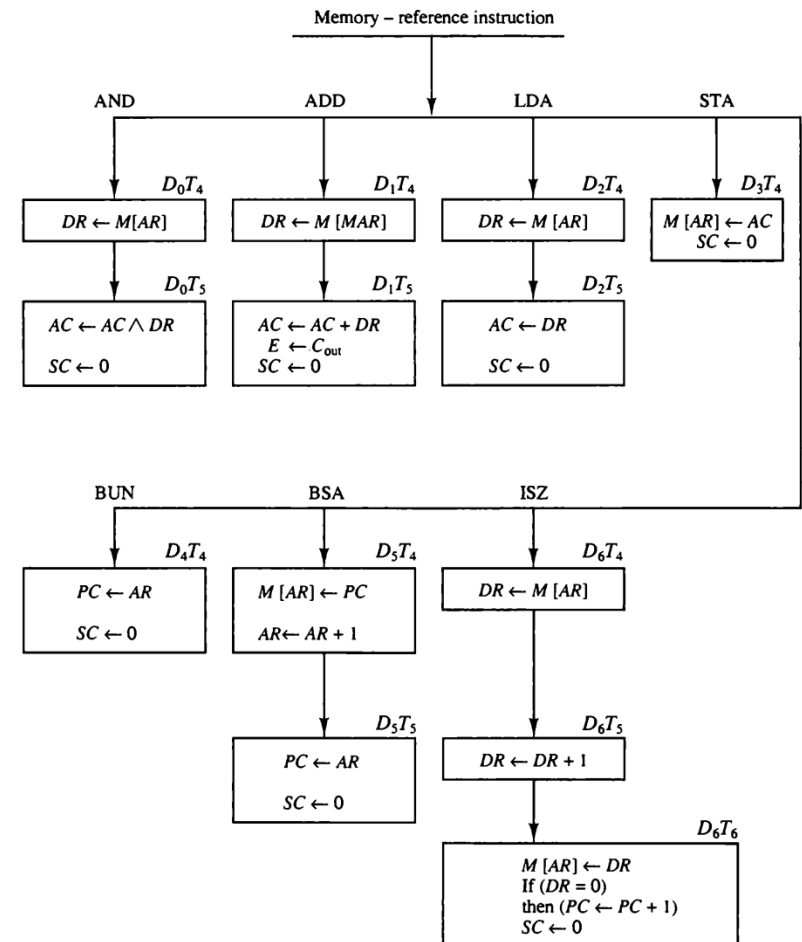 Memory – reference instruction
AND ADD LDA STA
D₀T₄ D₁T₄ D₂T₄ D₃T₄
DR ← M[AR]
DR ← M [MAR]
DR ← M [AR]
M [AR] ← AC
SC ← 0
D₀T₅ D₁T₅ D₂T₅
AC ← AC ∧ DR
SC ← 0
AC ← AC + DR
E ← Cout
SC ← 0
AC ← DR
SC ← 0
BUN BSA ISZ
D₄T₄ D₅T₄ D₆T₄
PC ← AR
SC ← 0
M [AR] ← PC
AR ← AR + 1
DR ← M [AR]
D₅T₅ D₆T₅
PC ← AR
SC ← 0
DR ← DR + 1
D₆T₆
M [AR] ← DR
If (DR = 0)
then (PC ← PC + 1)
SC ← 0